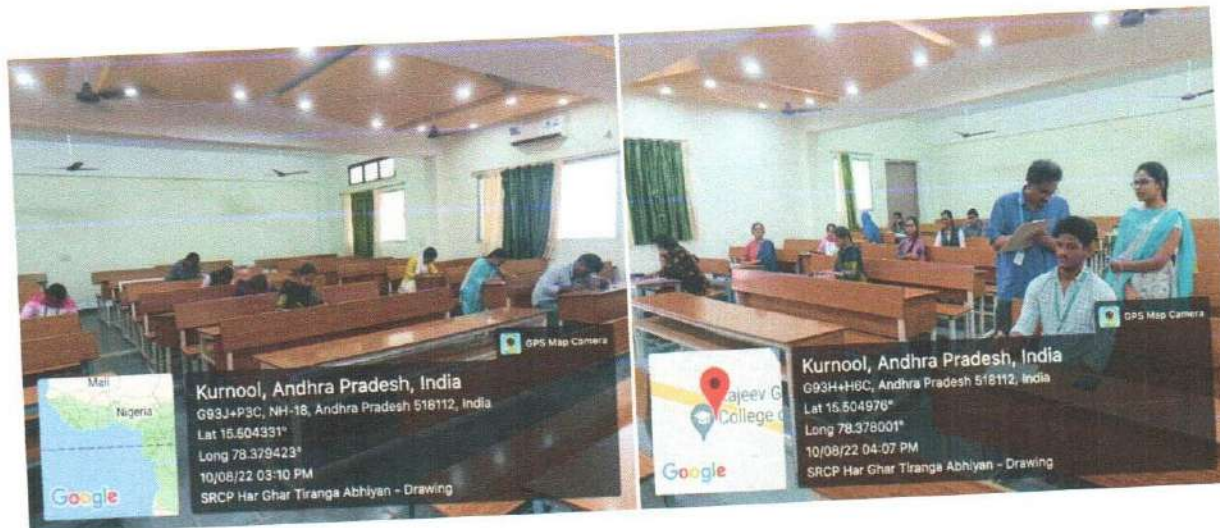 GPS Map Camera
Mali
Nigeria
Google
Kurnool, Andhra Pradesh, India
G93J+P3C, NH-18, Andhra Pradesh 518112, India
Lat 15.504331°
Long 78.379423°
10/08/22 03:10 PM
SRCP Har Ghar Tiranga Abhiyan - Drawing
GPS Map Camera
ajeev G
College o
Google
Kurnool, Andhra Pradesh, India
G93H+H6C, Andhra Pradesh 518112, India
Lat 15.504976°
Long 78.378001°
10/08/22 04:07 PM
SRCP Har Ghar Tiranga Abhiyan - Drawing